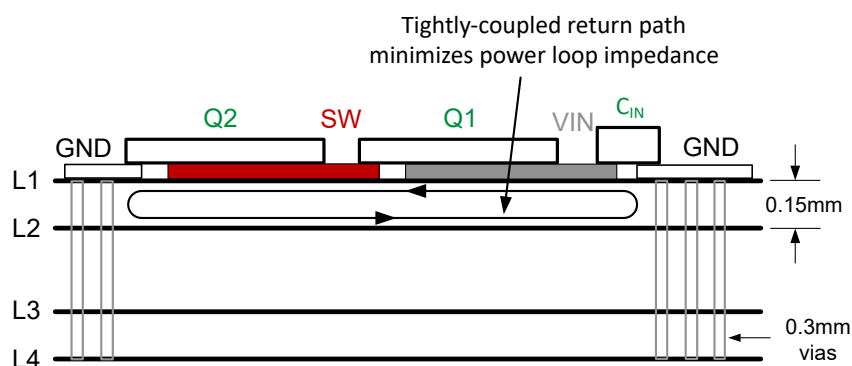 Tightly-coupled return path
minimizes power loop impedance
Q2
SW
Q1
VIN
CIN
GND
GND
L1
0.15mm
L2
L3
0.3mm
vias
L4